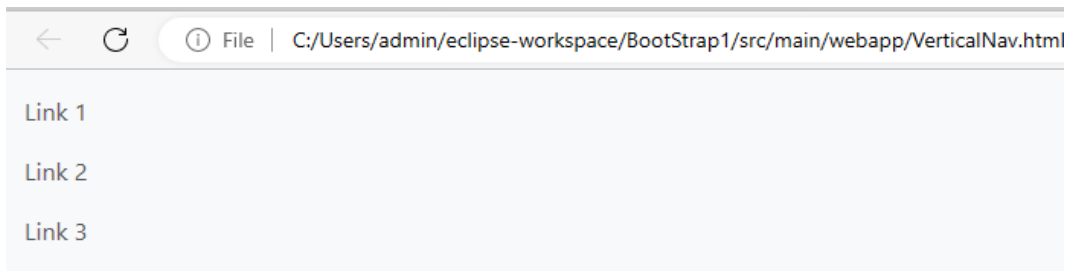 File | C:/Users/admin/eclipse-workspace/BootStrap1/src/main/webapp/VerticalNav.html
Link 1
Link 2
Link 3